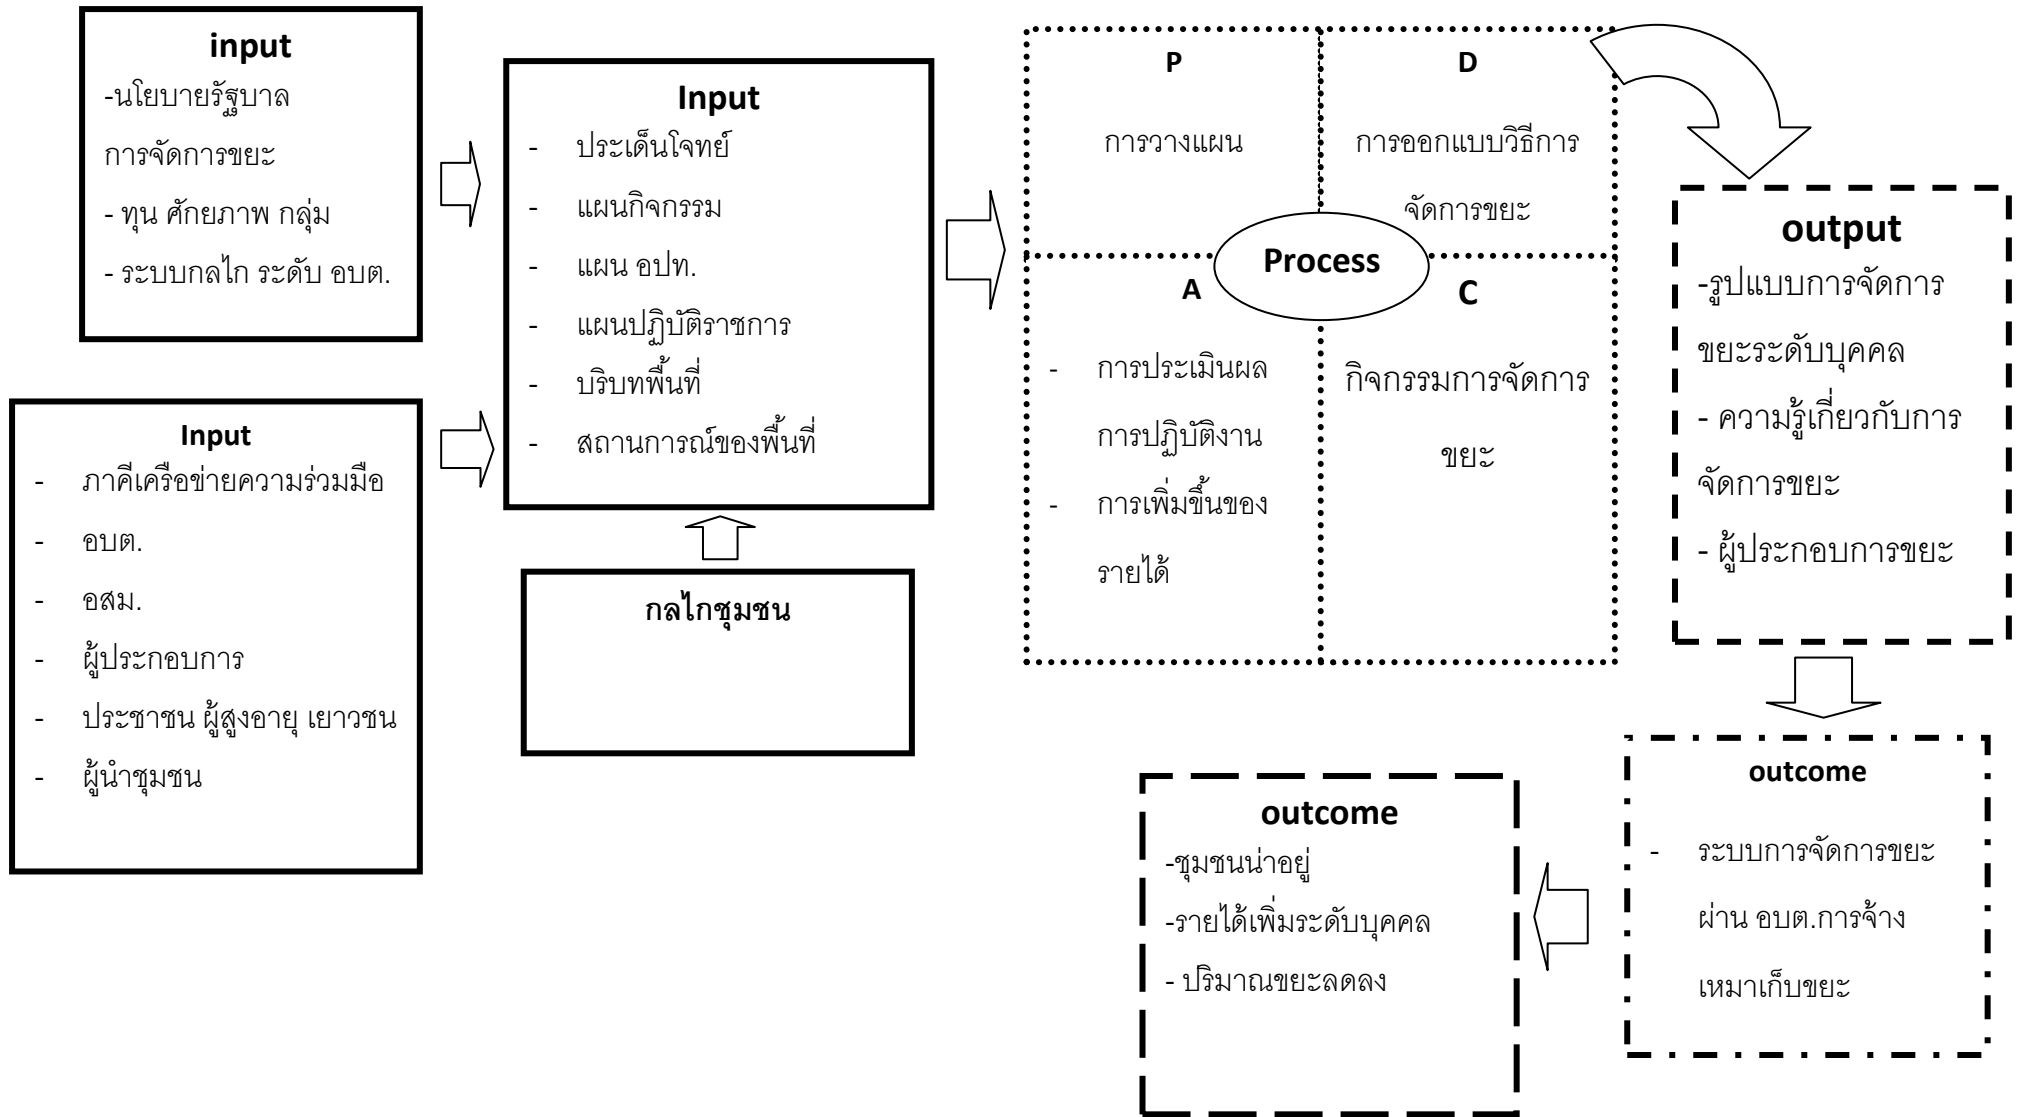 input
-นโยบายรัฐบาล
การจัดการขยะ
- ทุน ศักยภาพ กลุ่ม
- ระบบกลไก ระดับ อบต.
Input
- ภาคีเครือข่ายความร่วมมือ
- อบต.
- อสม.
- ผู้ประกอบการ
- ประชาชน ผู้สูงอายุ เยาวชน
- ผู้นำชุมชน
Input
- ประเด็นโจทย์
- แผนกิจกรรม
- แผน อปท.
- แผนปฏิบัติราชการ
- บริบทพื้นที่
- สถานการณ์ของพื้นที่
กลไกชุมชน
P
การวางแผน
D
การออกแบบวิธีการ
จัดการขยะ
Process
A
- การประเมินผล
การปฏิบัติงาน
- การเพิ่มขึ้นของ
รายได้
C
กิจกรรมการจัดการ
ขยะ
output
-รูปแบบการจัดการ
ขยะระดับบุคคล
- ความรู้เกี่ยวกับการ
จัดการขยะ
- ผู้ประกอบการขยะ
outcome
- ระบบการจัดการขยะ
ผ่าน อบต.การจ้าง
เหมาเก็บขยะ
outcome
-ชุมชนน่าอยู่
-รายได้เพิ่มระดับบุคคล
- ปริมาณขยะลดลง